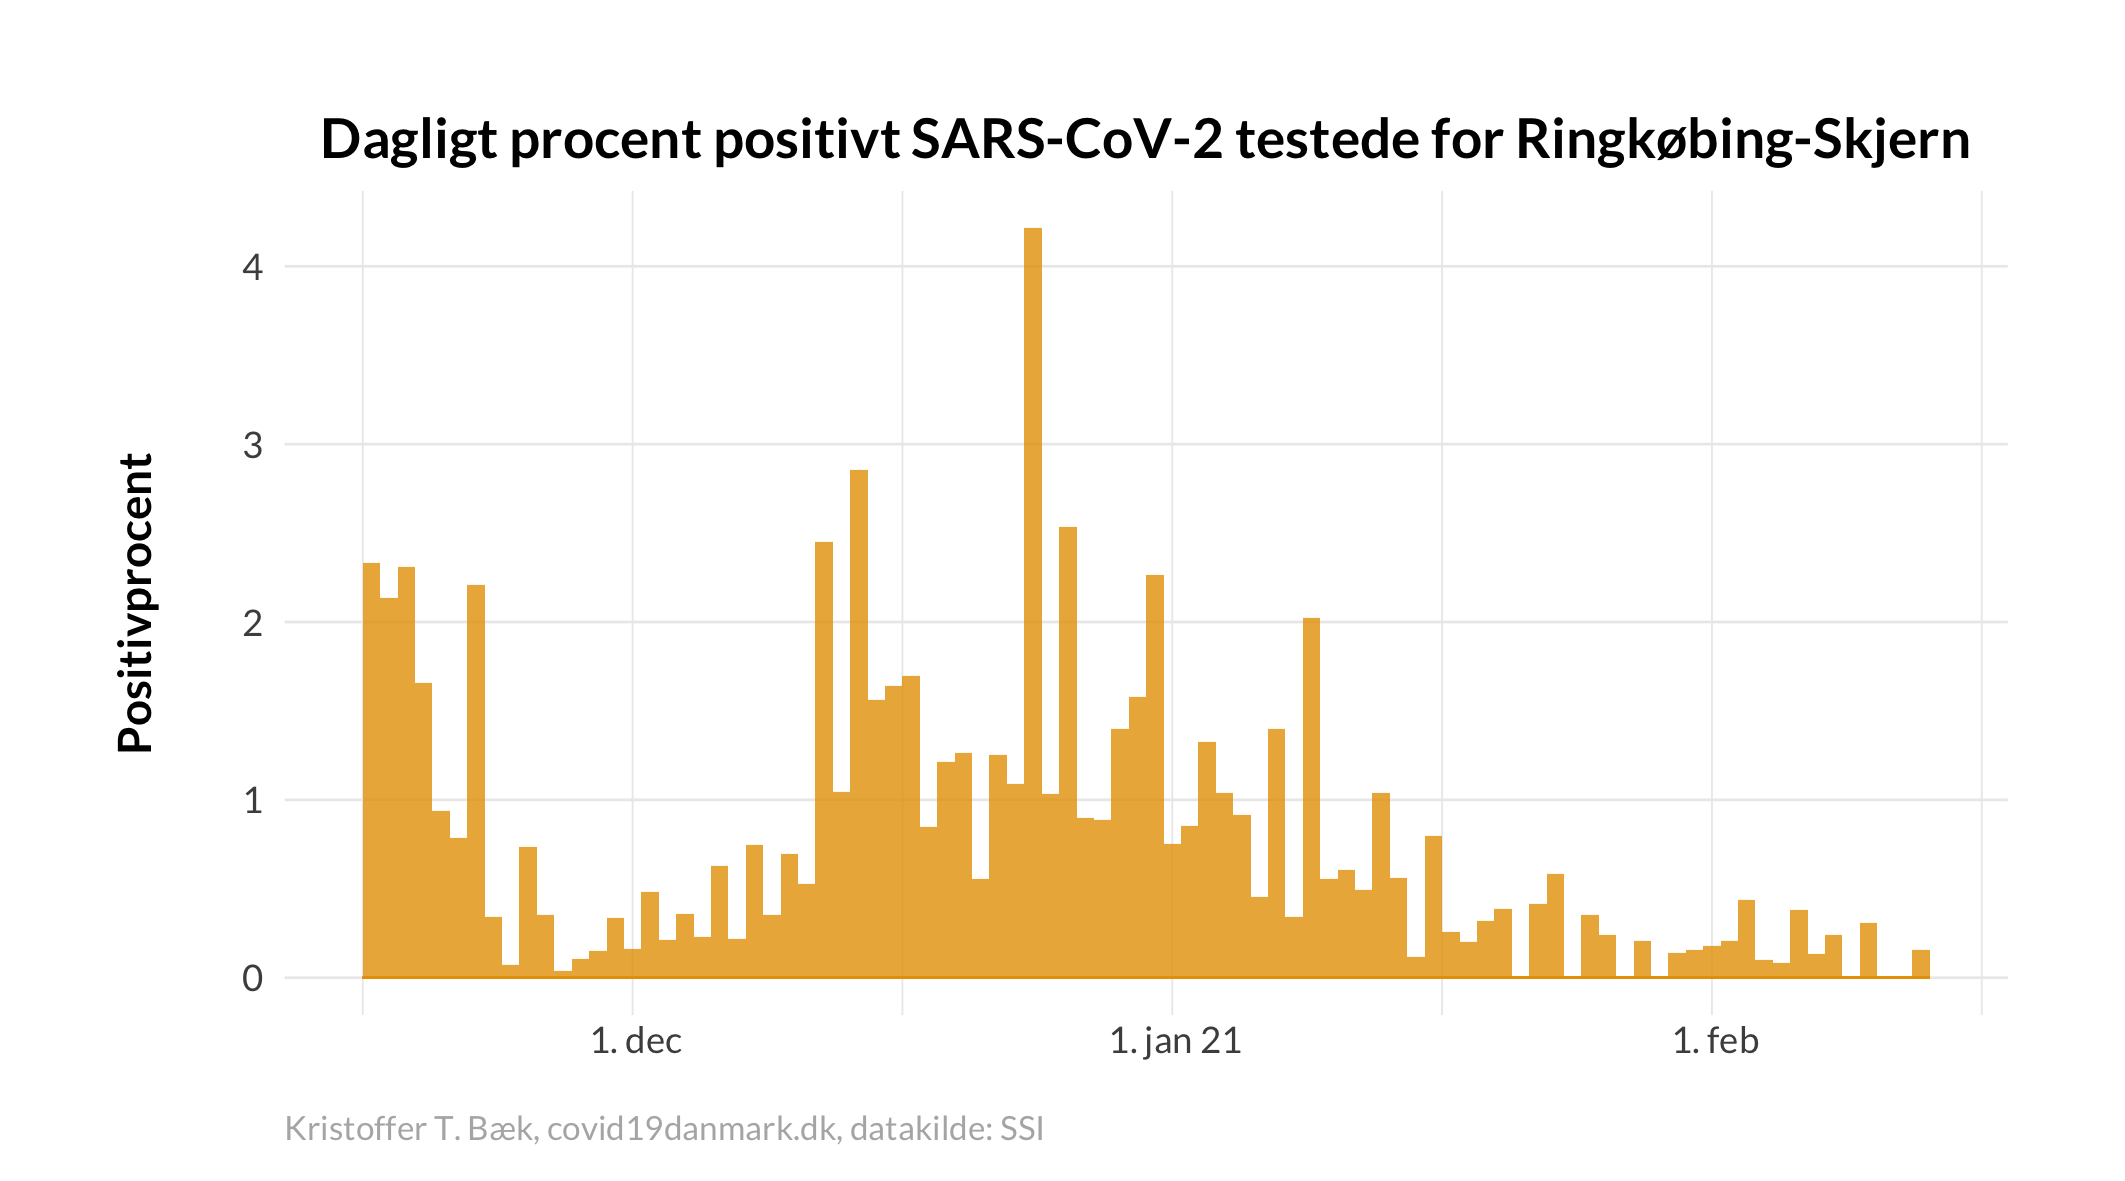 Dagligt procent positivt SARS-CoV-2 testede for Ringkøbing-Skjern
Positivprocent
4
3
2
1
0
1. dec
1. jan 21
1. feb
Kristoffer T. Bæk, covid19danmark.dk, datakilde: SSI